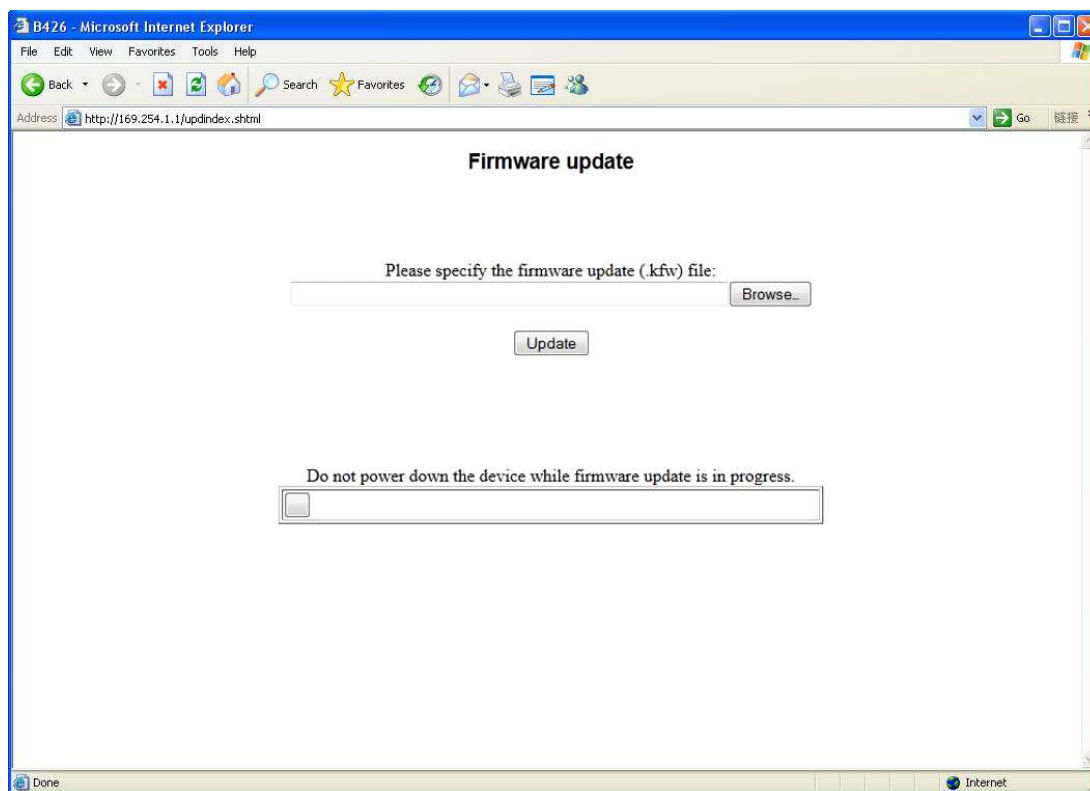 B426 - Microsoft Internet Explorer
File Edit View Favorites Tools Help
Back Search Favorites
Address http://169.254.1.1/updindex.shtml Go 链接
Firmware update
Please specify the firmware update (.kfw) file:
Browse...
Update
Do not power down the device while firmware update is in progress.
Done Internet